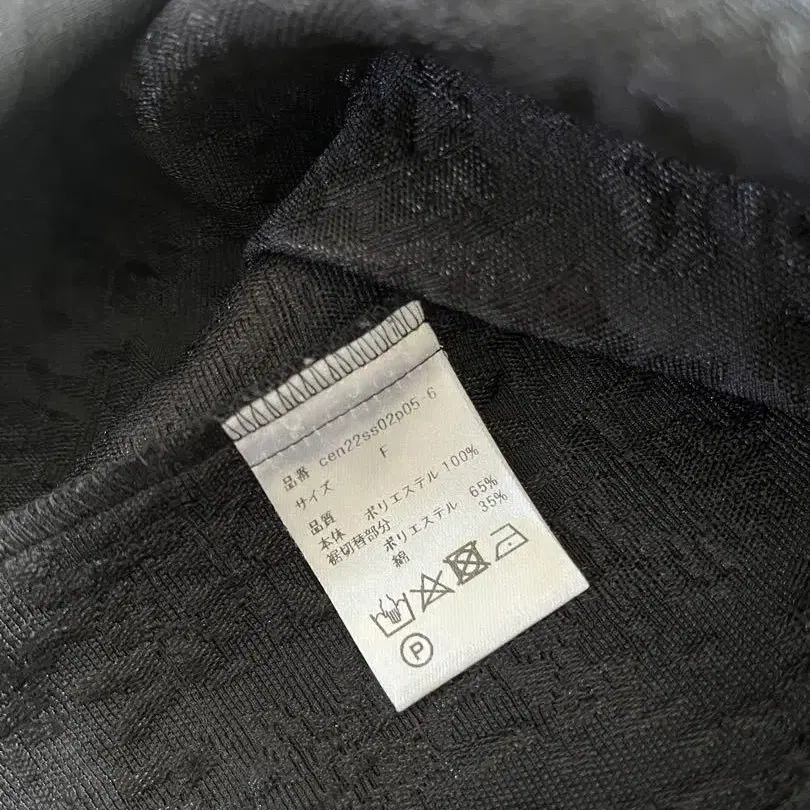 品番 cen22ss02p05-6
サイズ F
品質
本体 ポリエステル 100%
裾切替部分 ポリエステル 65%
綿 35%
P